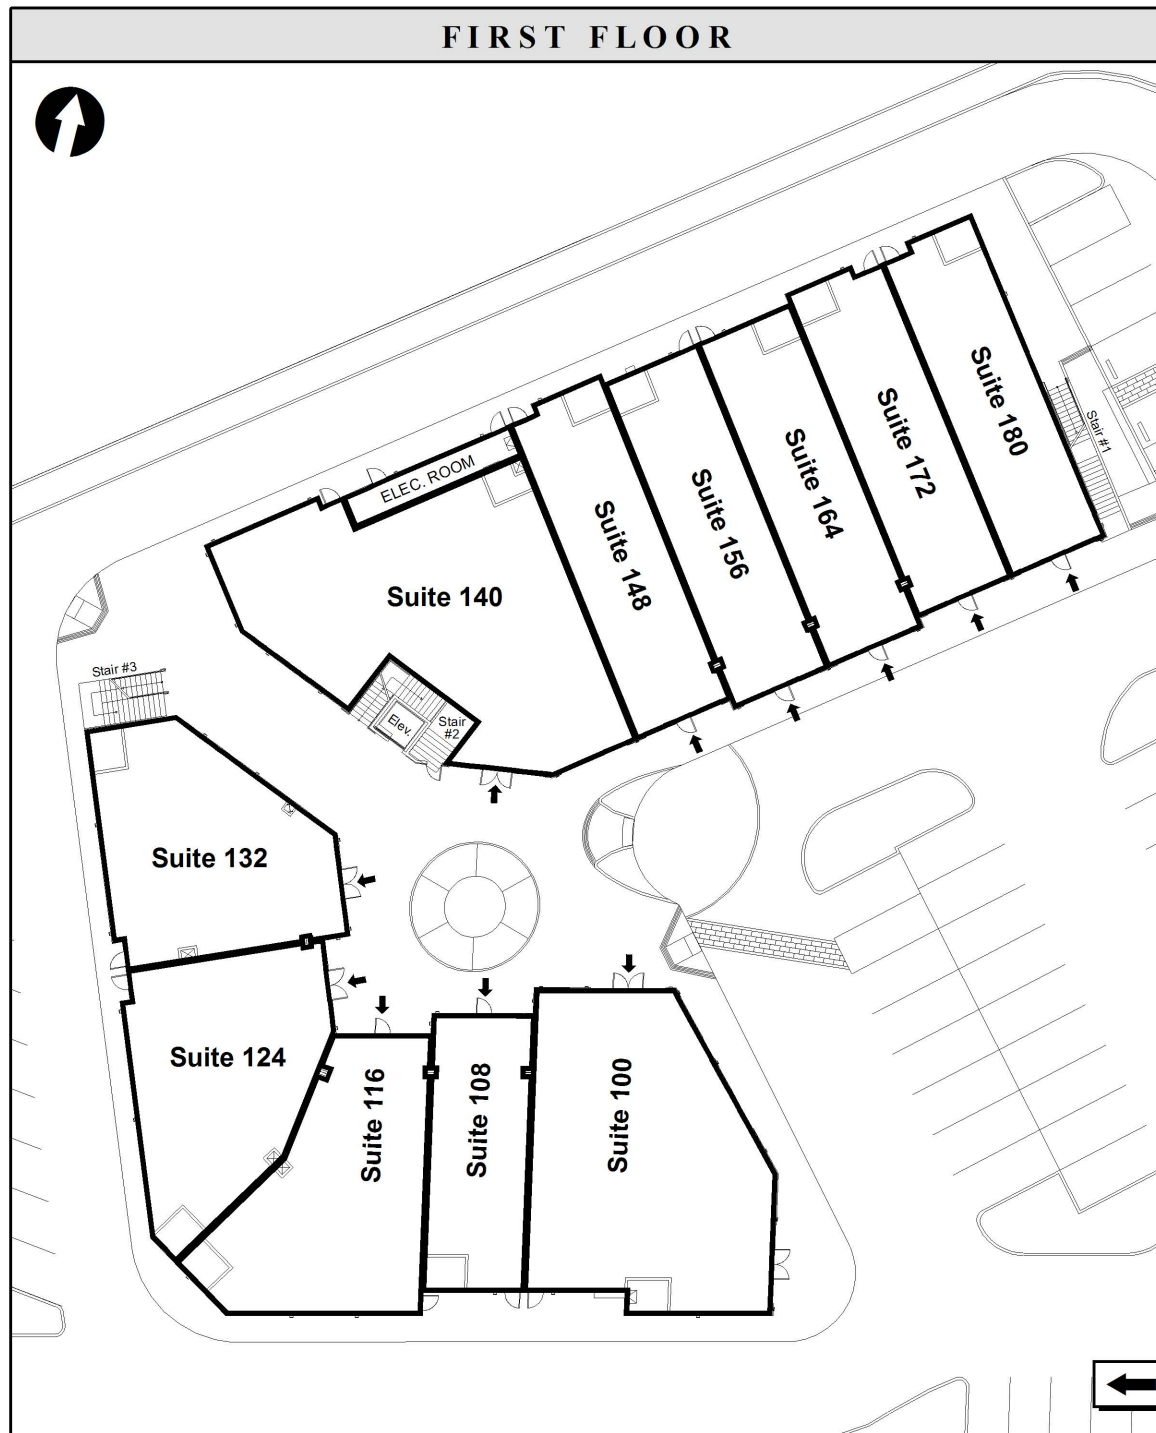 FIRST FLOOR
Suite 180
Stair #1
Suite 172
Suite 164
ELEC. ROOM
Suite 156
Suite 148
Suite 140
Stair #3
Elev.
Stair
#2
Suite 132
Suite 124
Suite 116
Suite 108
Suite 100